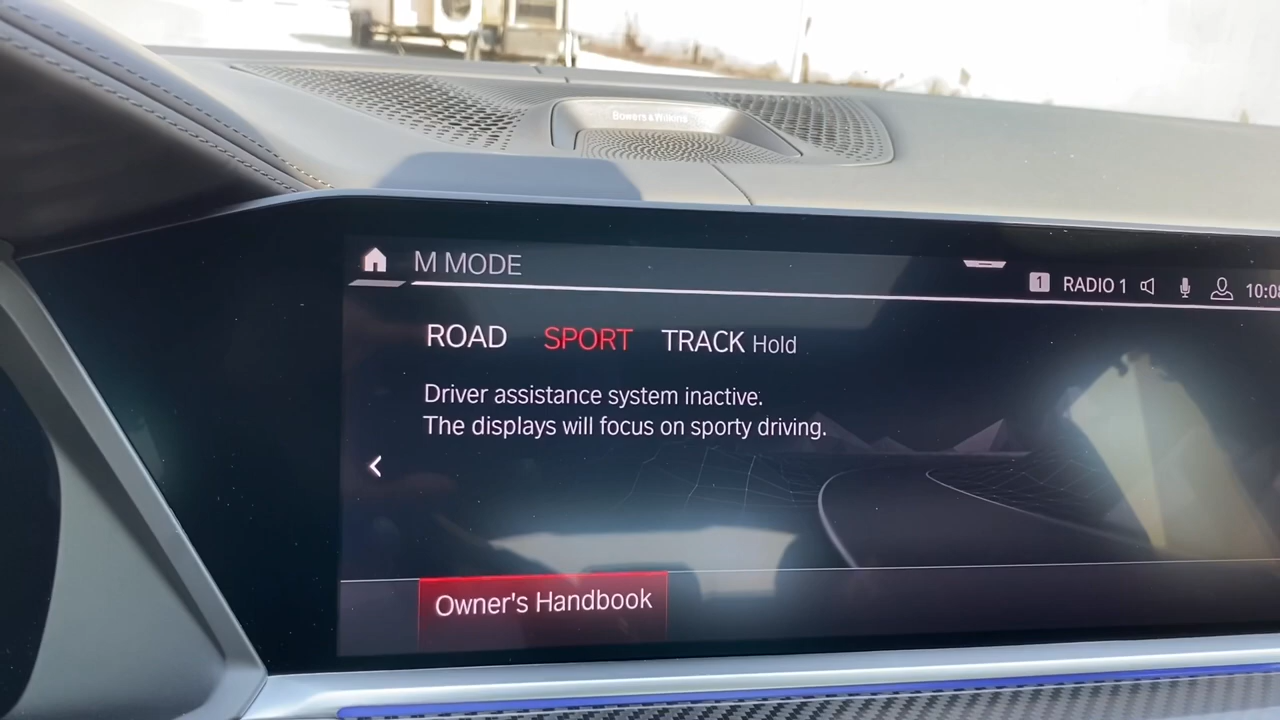 Bowers & Wilkins
M MODE
1 RADIO 1
ROAD SPORT TRACK Hold
Driver assistance system inactive.
The displays will focus on sporty driving.
Owner's Handbook